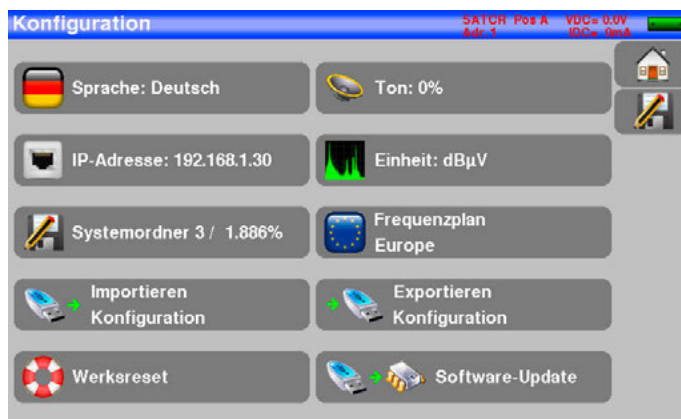 Konfiguration
SATCR Pos A VDC= 0.0V
Adr 1 IDC= 0mA
Sprache: Deutsch
Ton: 0%
IP-Adresse: 192.168.1.30
Einheit: dBµV
Systemordner 3 / 1.886%
Frequenzplan
Europe
Importieren
Konfiguration
Exportieren
Konfiguration
Werksreset
Software-Update